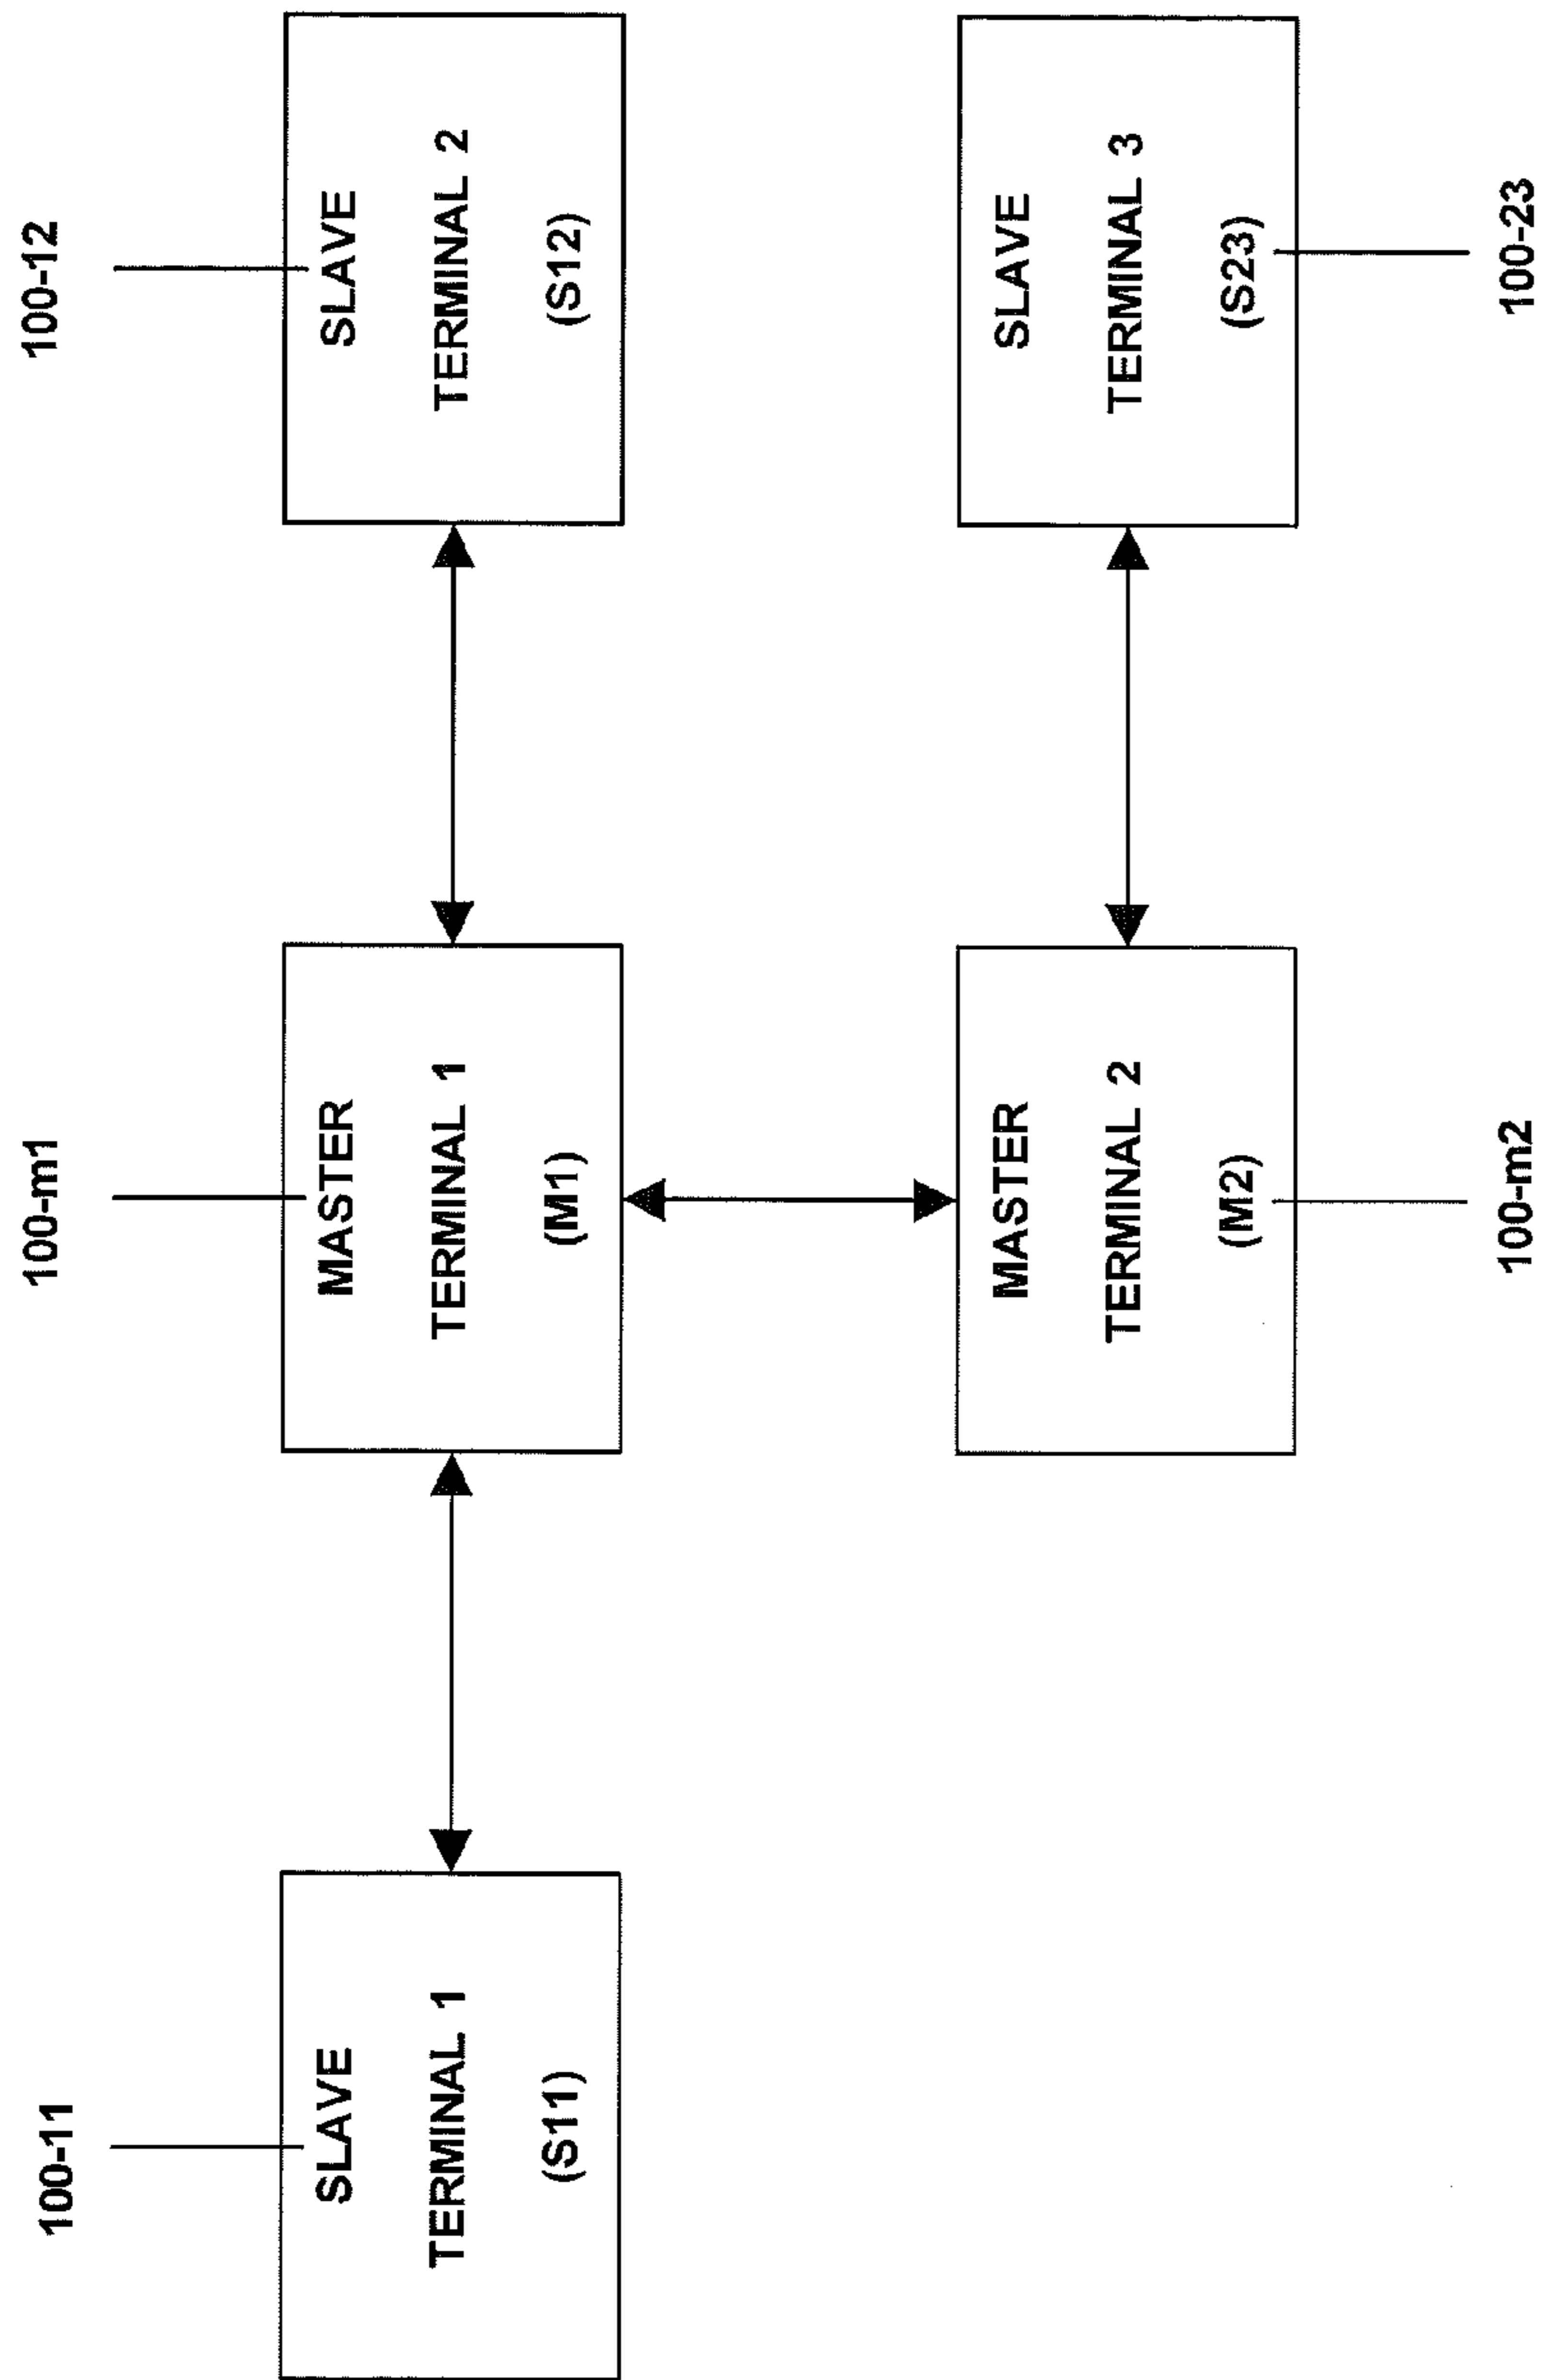 100-11
100-m1
100-12
SLAVE
TERMINAL 1
(S11)
MASTER
TERMINAL 1
(M1)
SLAVE
TERMINAL 2
(S12)
MASTER
TERMINAL 2
(M2)
SLAVE
TERMINAL 3
(S23)
100-m2
100-23